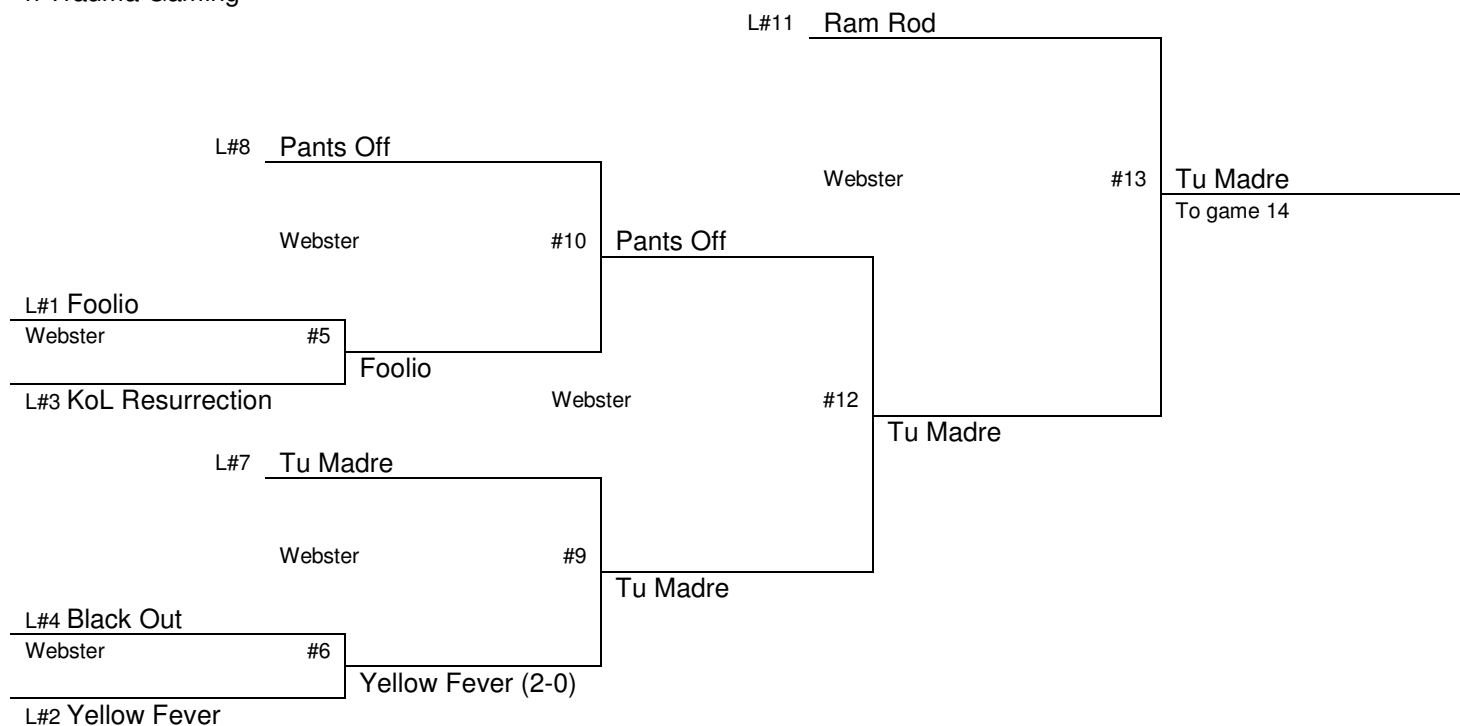 Trauma Gaming
L#11 Ram Rod
L#8 Pants Off
Webster #13 Tu Madre
To game 14
Webster #10 Pants Off
L#1 Foolio
Webster #5
Foolio
L#3 KoL Resurrection
Webster #12
Tu Madre
L#7 Tu Madre
Webster #9
Tu Madre
L#4 Black Out
Webster #6
Yellow Fever (2-0)
L#2 Yellow Fever